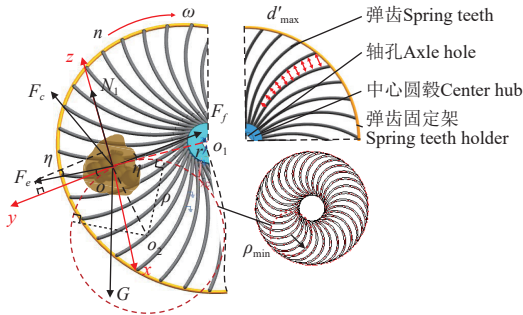 n
ω
d′max
弹齿Spring teeth
轴孔Axle hole
中心圆毂Center hub
弹齿固定架
Spring teeth holder
z
Fc
N1
Ff
r
o1
η
Fe
o
η
ρ
y
o2
x
G
ρmin